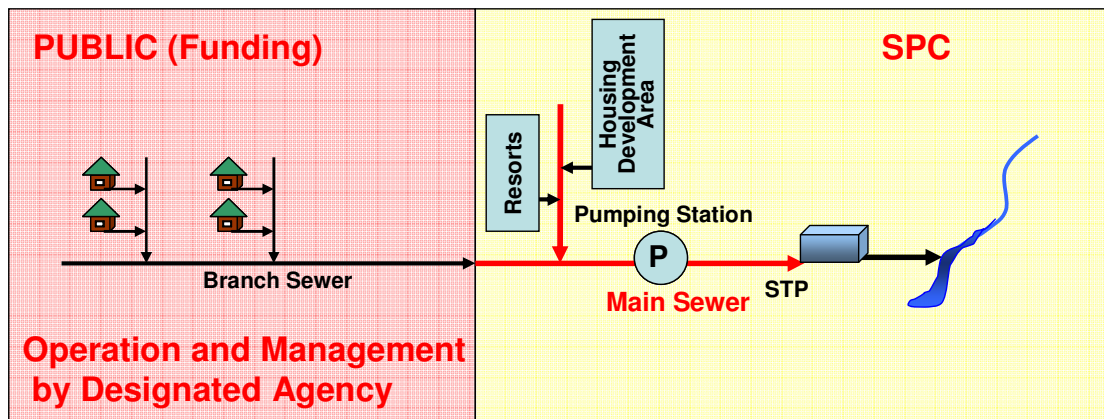 PUBLIC (Funding)
SPC
Housing
Development
Area
Resorts
Pumping Station
P
Branch Sewer
Main Sewer
STP
Operation and Management
by Designated Agency